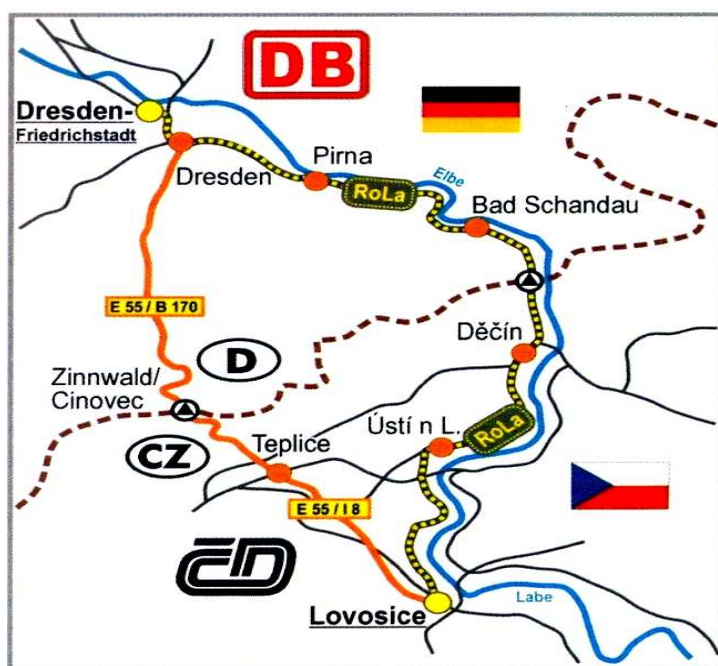 DB
Dresden-
Friedrichstadt
Pirna
Elbe
Dresden
RoLa
Bad Schandau
E 55 / B 170
D
Děčín
Zinnwald/
Cinovec
Ústí n L.
RoLa
CZ
Teplice
E 55 / I 8
ČD
Lovosice
Labe